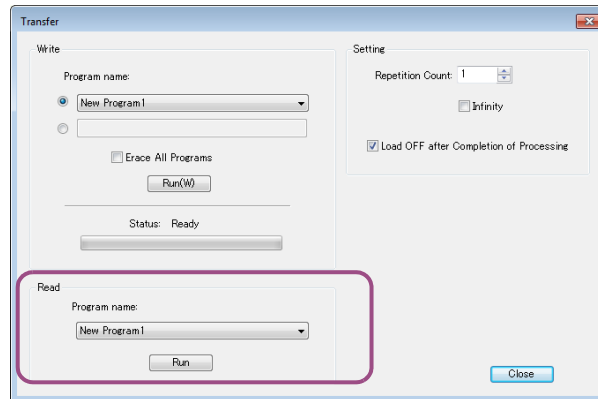 Transfer
Write
Program name:
New Program1
Erace All Programs
Run(W)
Status: Ready
Setting
Repetition Count: 1
Infinity
Load OFF after Completion of Processing
Read
Program name:
New Program1
Run
Close